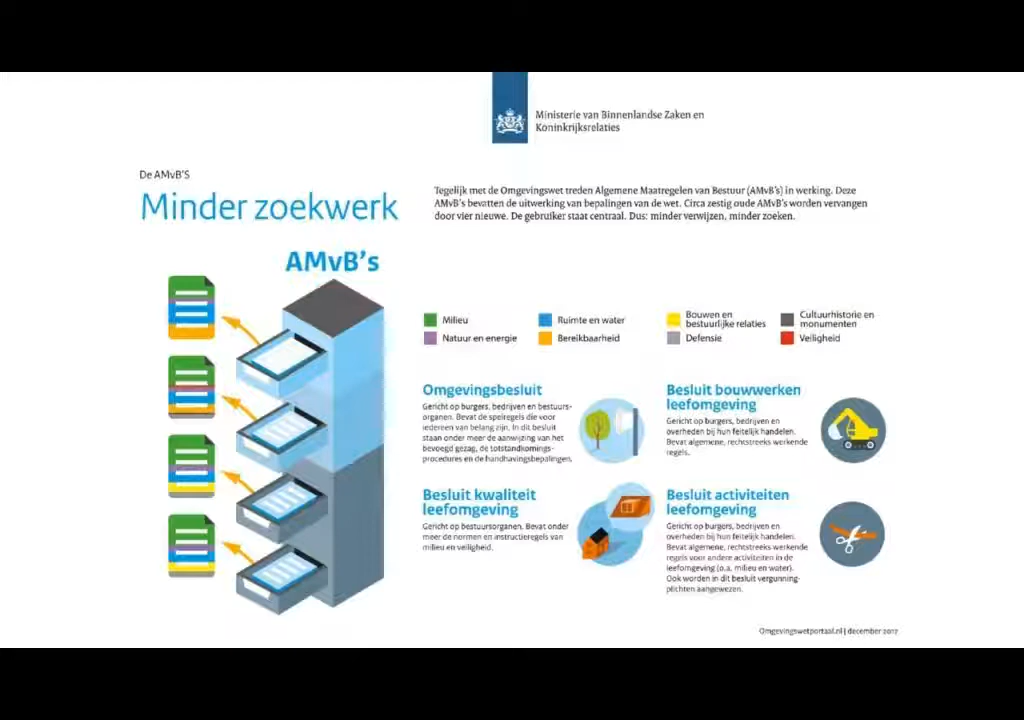 Ministerie van Binnenlandse Zaken en
Koninkrijksrelaties
De AMvB'S
Minder zoekwerk
Tegelijk met de Omgevingswet treden Algemene Maatregelen van Bestuur (AMvB's) in werking. Deze
AMvB's bevatten de uitwerking van bepalingen van de wet. Circa zestig oude AMvB's worden vervangen
door vier nieuwe. De gebruiker staat centraal. Dus: minder verwijzen, minder zoeken.
AMvB's
Milieu
Natuur en energie
Ruimte en water
Bereikbaarheid
Bouwen en
bestuurlijke relaties
Defensie
Cultuurhistorie en
monumenten
Veiligheid
Omgevingsbesluit
Gericht op burgers, bedrijven en bestuurs-
organen. Bevat de spelregels die voor
iedereen van belang zijn. In dit besluit
staan onder meer de aanwijzing van het
bevoegd gezag, de totstandkomings-
procedures en de handhavingsbepalingen.
Besluit bouwwerken
leefomgeving
Gericht op burgers, bedrijven en
overheden bij hun feitelijk handelen.
Bevat algemene, rechtstreeks werkende
regels.
Besluit kwaliteit
leefomgeving
Gericht op bestuursorganen. Bevat onder
meer de normen en instructieregels van
milieu en veiligheid.
Besluit activiteiten
leefomgeving
Gericht op burgers, bedrijven en
overheden bij hun feitelijk handelen.
Bevat algemene, rechtstreeks werkende
regels voor andere activiteiten in de
leefomgeving (o.a. milieu en water).
Ook worden in dit besluit vergunning-
plichten aangewezen.
Omgevingswetportaal.nl | december 2017